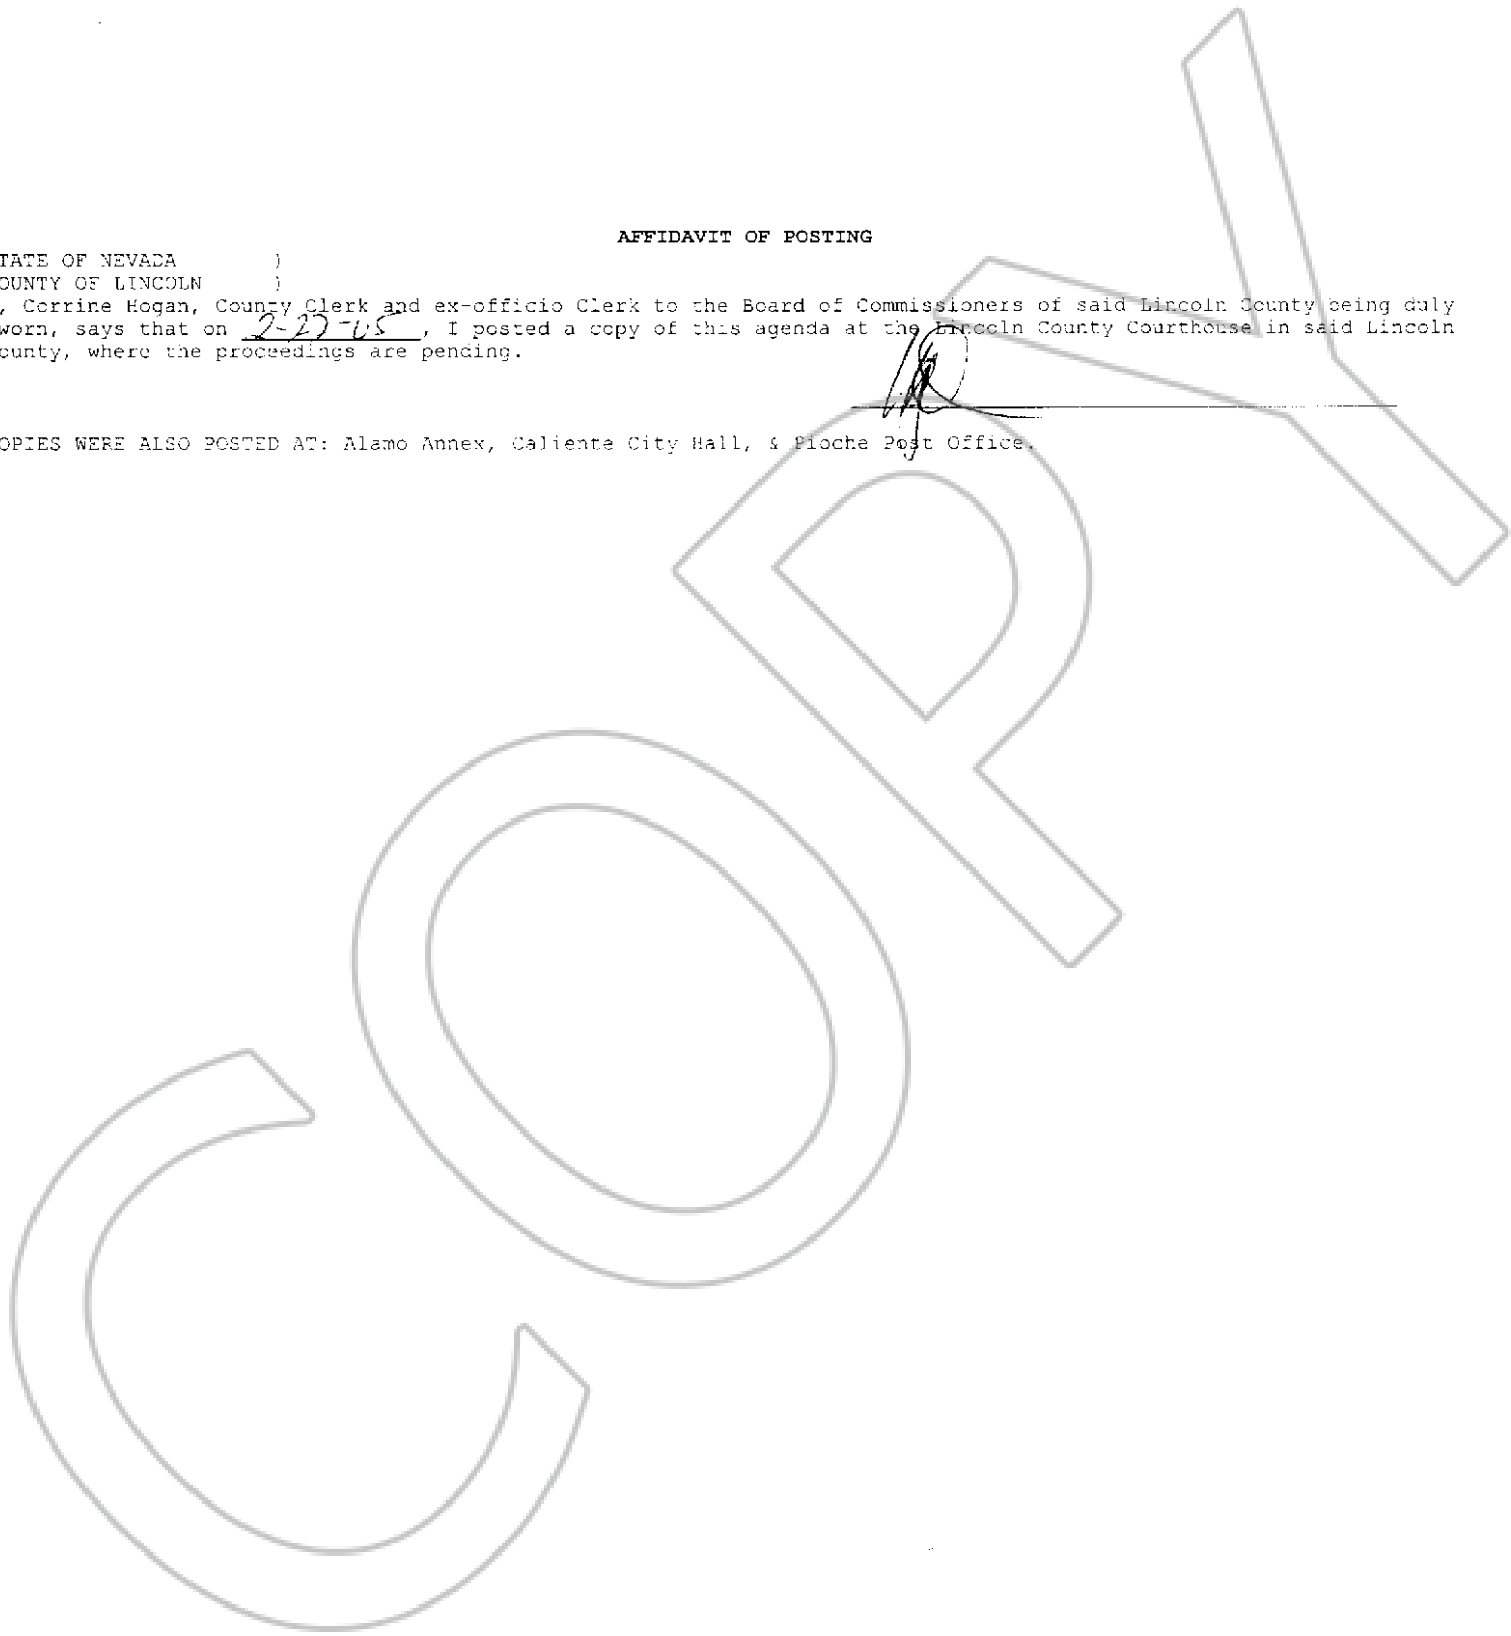 AFFIDAVIT OF POSTING
TATE OF NEVADA )
OUNTY OF LINCOLN )
, Corrine Hogan, County Clerk and ex-officio Clerk to the Board of Commissioners of said Lincoln County being duly
worn, says that on 2-27-05, I posted a copy of this agenda at the Lincoln County Courthouse in said Lincoln
ounty, where the proceedings are pending.
OPIES WERE ALSO POSTED AT: Alamo Annex, Caliente City Hall, & Pioche Post Office.
COPY